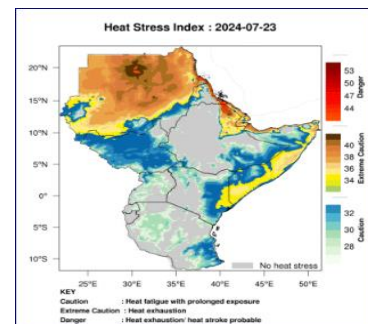 Heat Stress Index : 2024-07-23
20°N
15°N
10°N
5°N
0°
5°S
10°S
25°E 30°E 35°E 40°E 45°E 50°E
No heat stress
53
50
47
44
Danger
40
38
36
34
Extreme Caution
32
30
28
Caution
KEY
Caution : Heat fatigue with prolonged exposure
Extreme Caution : Heat exhaustion
Danger : Heat exhaustion/ heat stroke probable